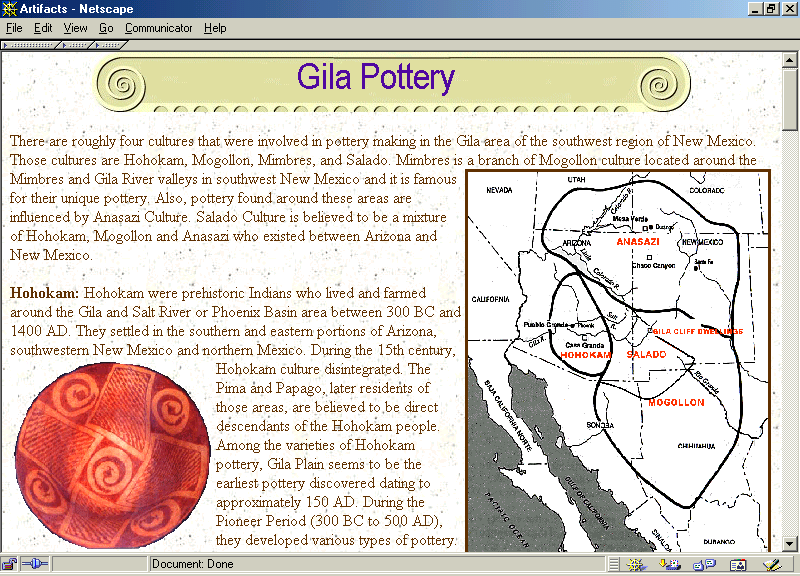 Artifacts - Netscape
File Edit View Go Communicator Help
Gila Pottery
There are roughly four cultures that were involved in pottery making in the Gila area of the southwest region of New Mexico.
Those cultures are Hohokam, Mogollon, Mimbres, and Salado. Mimbres is a branch of Mogollon culture located around the
Mimbres and Gila River valleys in southwest New Mexico and it is famous
for their unique pottery. Also, pottery found around these areas are
influenced by Anasazi Culture. Salado Culture is believed to be a mixture
of Hohokam, Mogollon and Anasazi who existed between Arizona and
New Mexico.
Hohokam: Hohokam were prehistoric Indians who lived and farmed
around the Gila and Salt River or Phoenix Basin area between 300 BC and
1400 AD. They settled in the southern and eastern portions of Arizona,
southwestern New Mexico and northern Mexico. During the 15th century,
Hohokam culture disintegrated. The
Pima and Papago, later residents of
those areas, are believed to be direct
descendants of the Hohokam people.
Among the varieties of Hohokam
pottery, Gila Plain seems to be the
earliest pottery discovered dating to
approximately 150 AD. During the
Pioneer Period (300 BC to 500 AD),
they developed various types of pottery.
UTAH
NEVADA
COLORADO
Colorado R.
Mesa Verde
Durango
ARIZONA
ANASAZI
NEW MEXICO
Chaco Canyon
Santa Fe
Little Colorado R.
CALIFORNIA
Salt R.
Pueblo Grande
Phoenix
GILA CLIFF DWELLINGS
Gila R.
Casa Grande
HOHOKAM
SALADO
Rio Grande
MOGOLLON
BAJA CALIFORNIA NORTE
SONORA
CHIHUAHUA
GULF OF CALIFORNIA
PACIFIC OCEAN
SINALOA
DURANGO
Document: Done